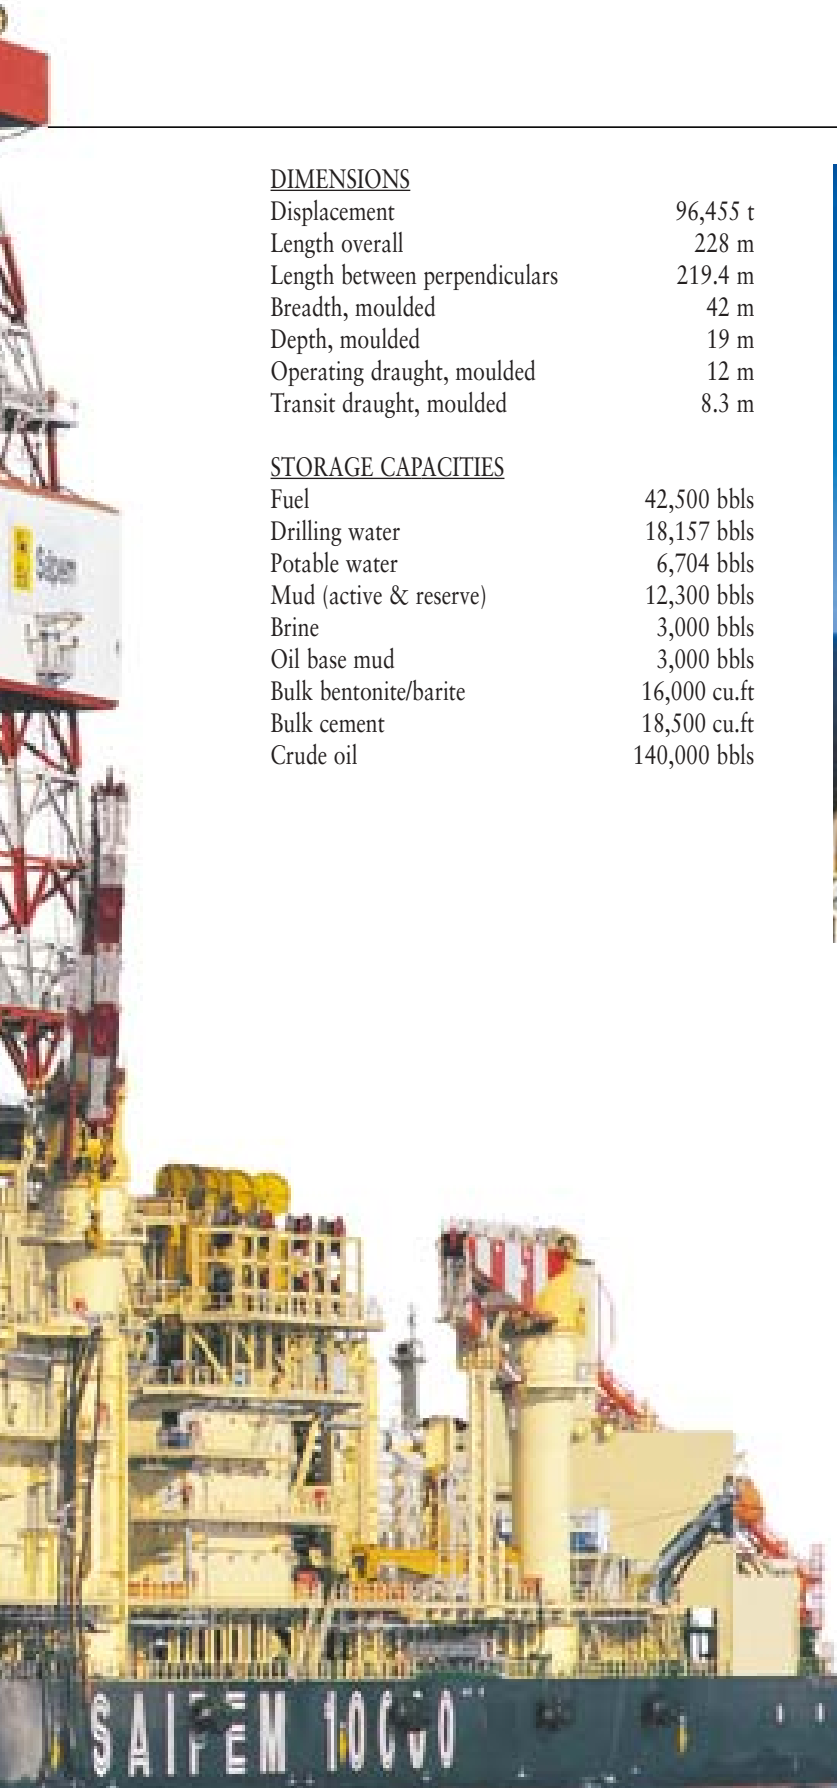 DIMENSIONS
Displacement 96,455 t
Length overall 228 m
Length between perpendiculars 219.4 m
Breadth, moulded 42 m
Depth, moulded 19 m
Operating draught, moulded 12 m
Transit draught, moulded 8.3 m
STORAGE CAPACITIES
Fuel 42,500 bbls
Drilling water 18,157 bbls
Potable water 6,704 bbls
Mud (active & reserve) 12,300 bbls
Brine 3,000 bbls
Oil base mud 3,000 bbls
Bulk bentonite/barite 16,000 cu.ft
Bulk cement 18,500 cu.ft
Crude oil 140,000 bbls
Saipem
SAIPEM 10000